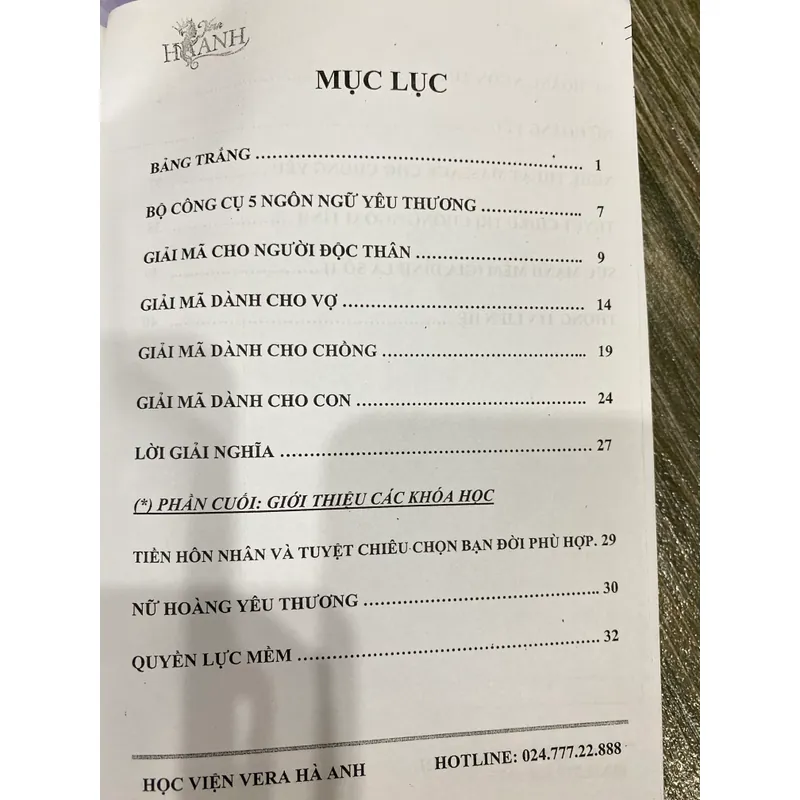 Vera
HÀ ANH
MỤC LỤC
BẢNG TRẮNG ................................................................ 1
BỘ CÔNG CỤ 5 NGÔN NGỮ YÊU THƯƠNG .................. 7
GIẢI MÃ CHO NGƯỜI ĐỘC THÂN ............................. 9
GIẢI MÃ DÀNH CHO VỢ ........................................... 14
GIẢI MÃ DÀNH CHO CHỒNG ................................... 19
GIẢI MÃ DÀNH CHO CON ........................................ 24
LỜI GIẢI NGHĨA ...................................................... 27
(*) PHẦN CUỐI: GIỚI THIỆU CÁC KHÓA HỌC
TIỀN HÔN NHÂN VÀ TUYỆT CHIÊU CHỌN BẠN ĐỜI PHÙ HỢP. 29
NỮ HOÀNG YÊU THƯƠNG ........................................ 30
QUYỀN LỰC MỀM .................................................... 32
HỌC VIỆN VERA HÀ ANH HOTLINE: 024.777.22.888